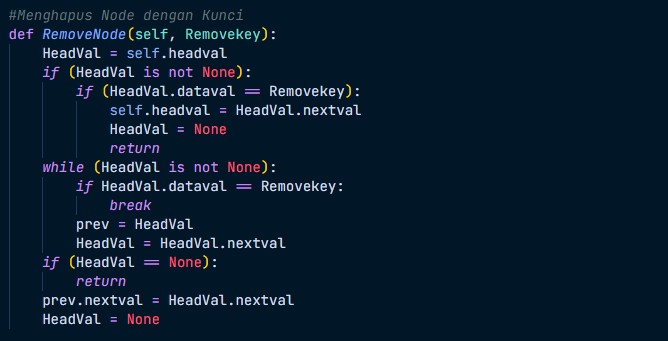 #Menghapus Node dengan Kunci
def RemoveNode(self, Removekey):
    HeadVal = self.headval
    if (HeadVal is not None):
        if (HeadVal.dataval == Removekey):
            self.headval = HeadVal.nextval
            HeadVal = None
            return
    while (HeadVal is not None):
        if HeadVal.dataval == Removekey:
            break
        prev = HeadVal
        HeadVal = HeadVal.nextval
    if (HeadVal == None):
        return
    prev.nextval = HeadVal.nextval
    HeadVal = None